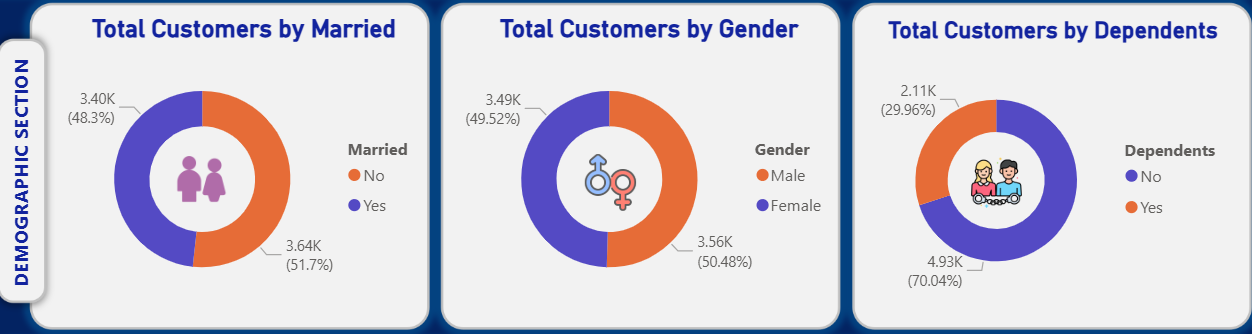 DEMOGRAPHIC SECTION
Total Customers by Married
3.40K
(48.3%)
3.64K
(51.7%)
Married
No
Yes
Total Customers by Gender
3.49K
(49.52%)
3.56K
(50.48%)
Gender
Male
Female
Total Customers by Dependents
2.11K
(29.96%)
4.93K
(70.04%)
Dependents
No
Yes